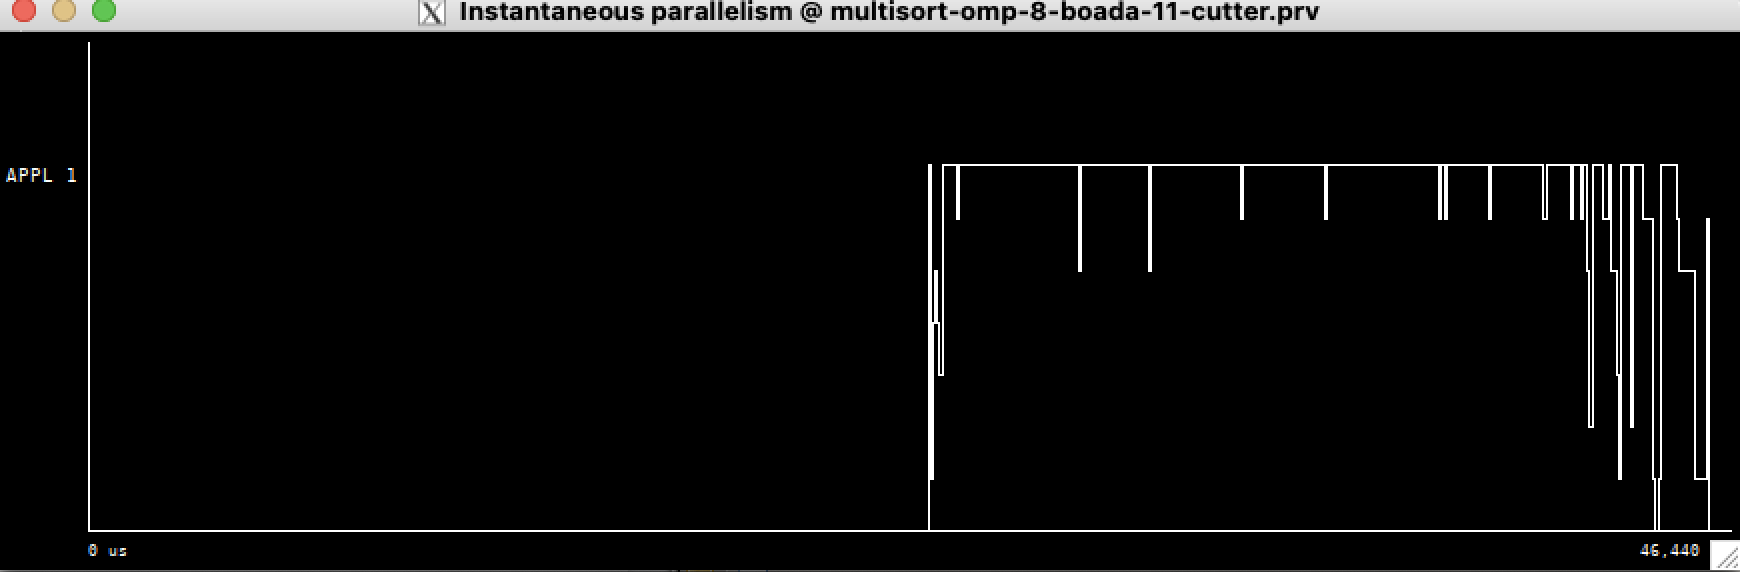 Instantaneous parallelism @ multisort-omp-8-boada-11-cutter.prv
APPL 1
0 us
46,440